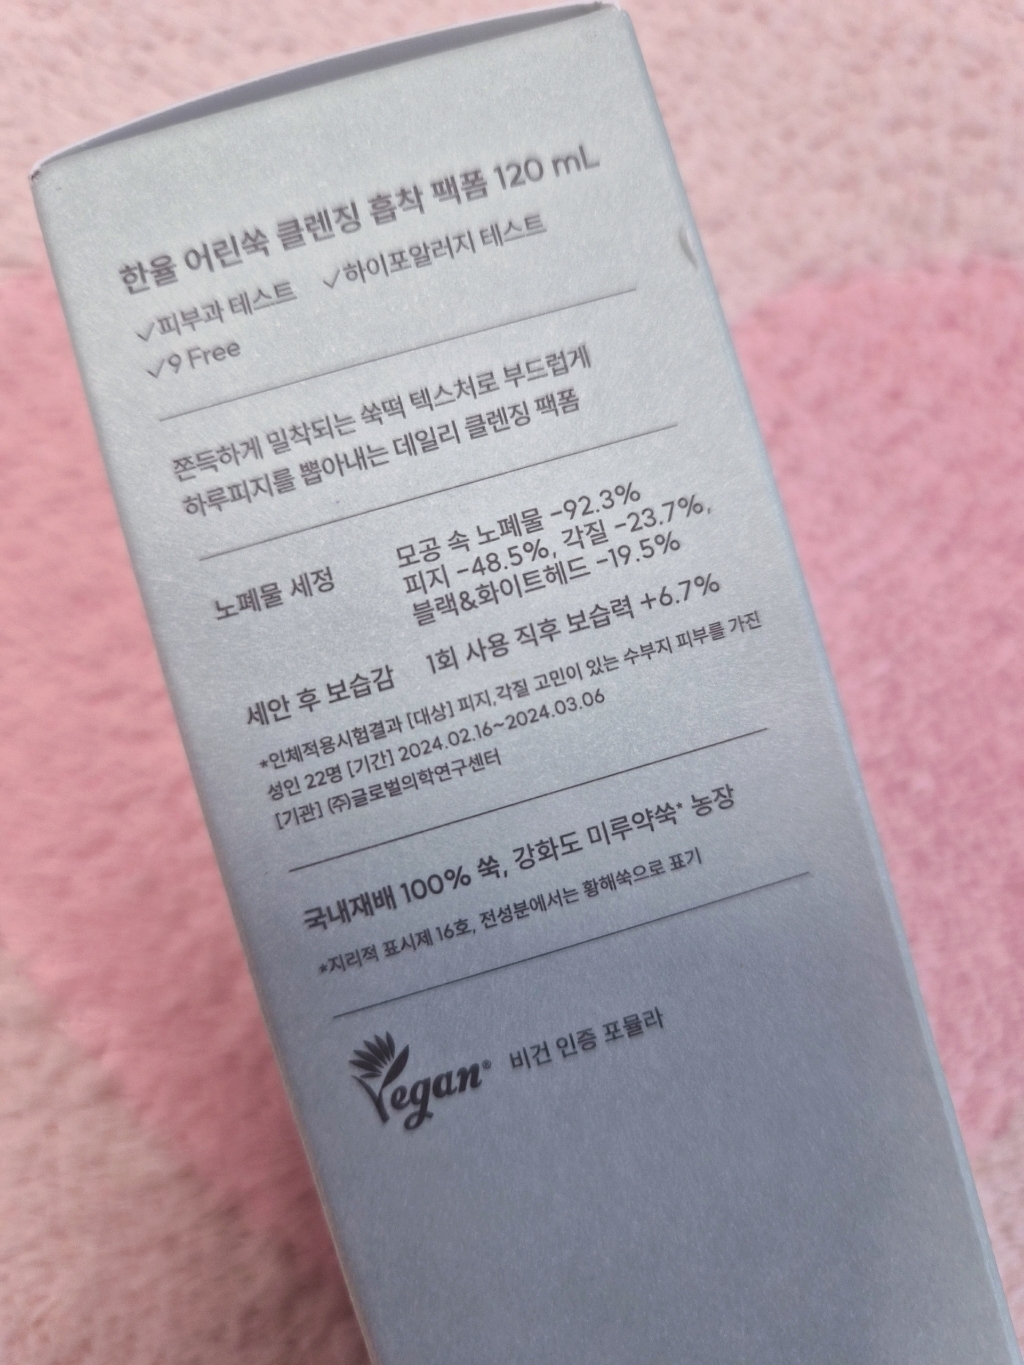 한율 어린쑥 클렌징 흡착 팩폼 120 mL
✓피부과 테스트 ✓하이포알러지 테스트
✓9 Free
쫀득하게 밀착되는 쑥떡 텍스처로 부드럽게
하루피지를 뽑아내는 데일리 클렌징 팩폼
노폐물 세정
모공 속 노폐물 -92.3%
피지 -48.5%, 각질 -23.7%,
블랙&화이트헤드 -19.5%
세안 후 보습감 1회 사용 직후 보습력 +6.7%
*인체적용시험결과 [대상] 피지,각질 고민이 있는 수부지 피부를 가진
성인 22명 [기간] 2024.02.16~2024.03.06
[기관] (주)글로벌의학연구센터
국내재배 100% 쑥, 강화도 미루약쑥* 농장
*지리적 표시제 16호, 전성분에서는 황해쑥으로 표기
Vegan® 비건 인증 포뮬라